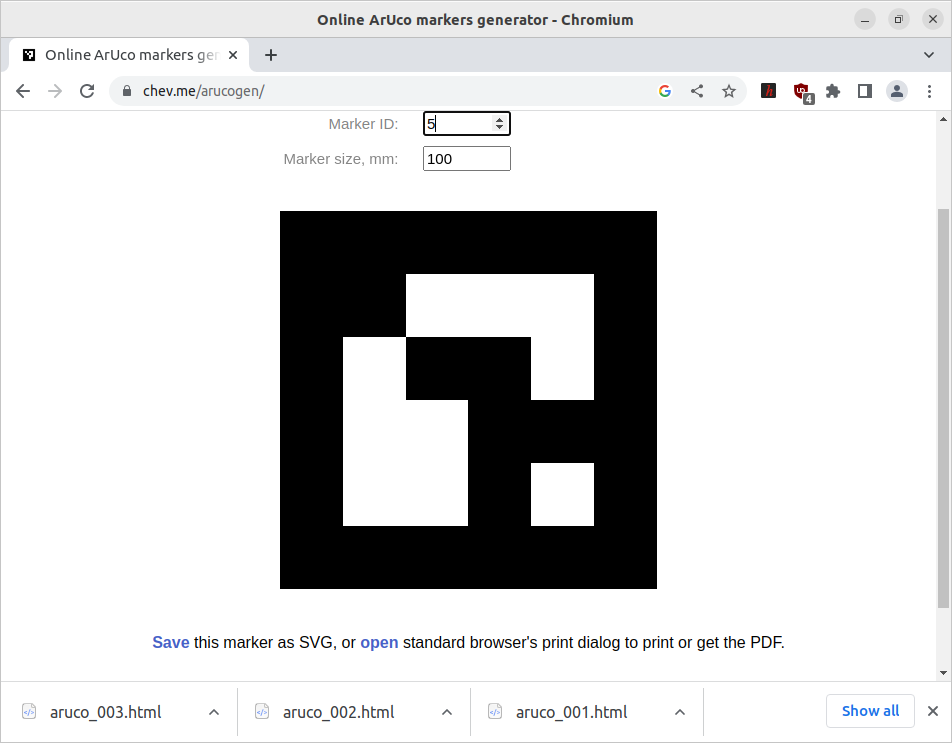 Online ArUco markers generator - Chromium
Online ArUco markers gen
chev.me/arucogen/
4
Marker ID: 5
Marker size, mm: 100
Save this marker as SVG, or open standard browser's print dialog to print or get the PDF.
aruco_003.html aruco_002.html aruco_001.html Show all